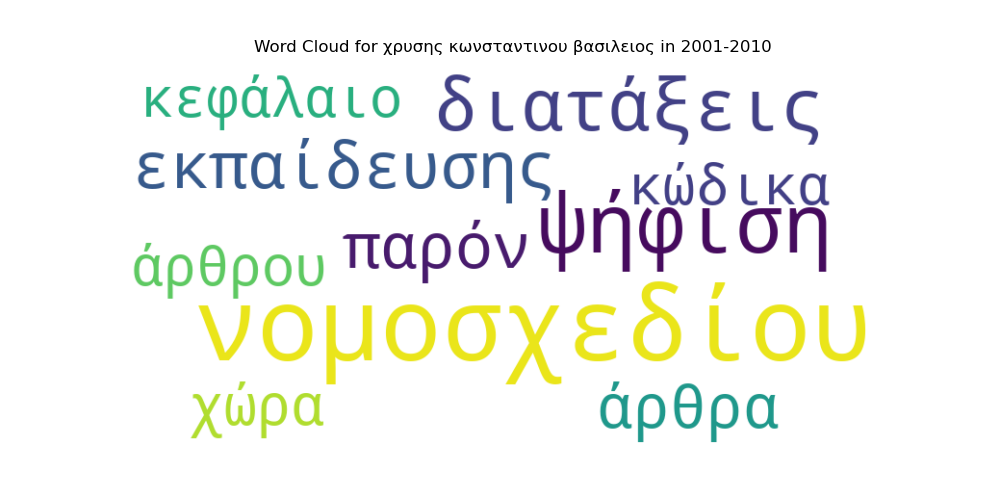 Word Cloud for χρυσης κωνσταντινου βασιλειος in 2001-2010
κεφάλαιο διατάξεις
εκπαίδευσης κώδικα
άρθρου παρόν ψήφιση
νομοσχεδίου
χώρα άρθρα